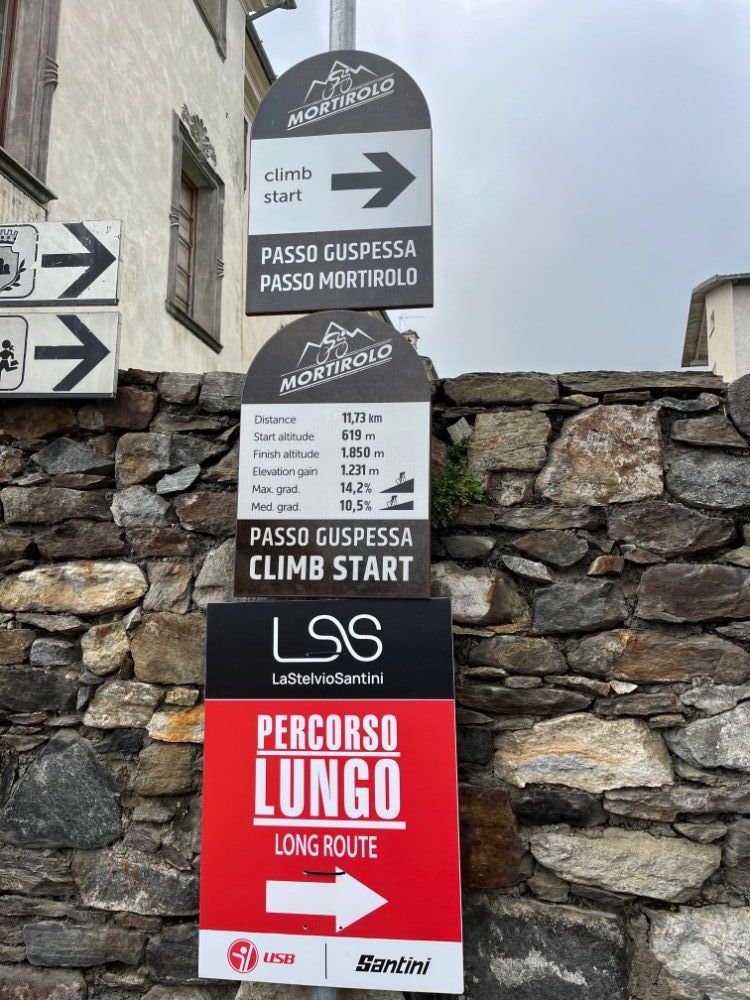 MORTIROLO
climb
start
PASSO GUSPESSA
PASSO MORTIROLO
MORTIROLO
Distance 11,73 km
Start altitude 619 m
Finish altitude 1.850 m
Elevation gain 1.231 m
Max. grad. 14,2%
Med. grad. 10,5%
PASSO GUSPESSA
CLIMB START
LSS
LaStelvioSantini
PERCORSO
LUNGO
LONG ROUTE
USB
Santini